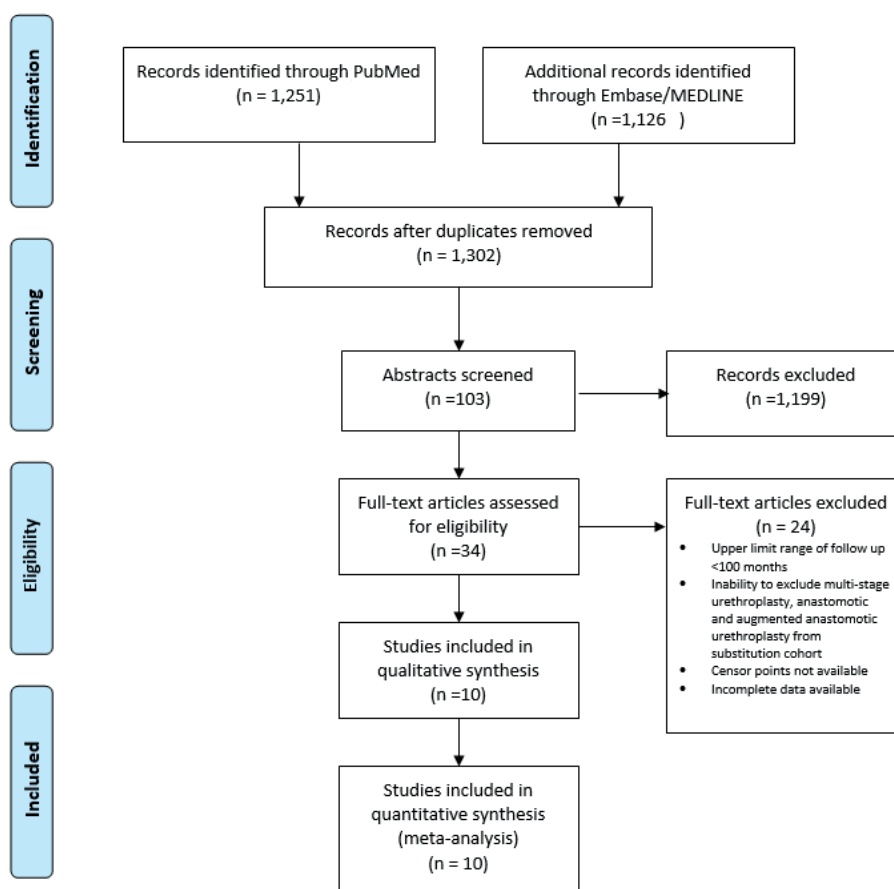 Identification
Records identified through PubMed
(n = 1,251)
Additional records identified
through Embase/MEDLINE
(n =1,126   )
Records after duplicates removed
(n = 1,302)
Screening
Abstracts screened
(n =103)
Records excluded
(n =1,199)
Eligibility
Full-text articles assessed
for eligibility
(n =34)
Full-text articles excluded
(n = 24)
• Upper limit range of follow up
<100 months
• Inability to exclude multi-stage
urethroplasty, anastomotic
and augmented anastomotic
urethroplasty from
substitution cohort
• Censor points not available
• Incomplete data available
Studies included in
qualitative synthesis
(n =10)
Included
Studies included in
quantitative synthesis
(meta-analysis)
(n = 10)